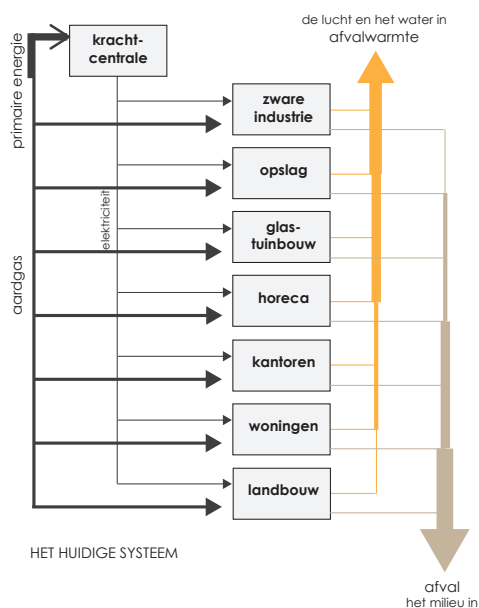 de lucht en het water in
afvalwarmte
kracht-
centrale
primaire energie
zware
industrie
opslag
elektriciteit
glas-
tuinbouw
aardgas
horeca
kantoren
woningen
landbouw
HET HUIDIGE SYSTEEM
afval
het milieu in